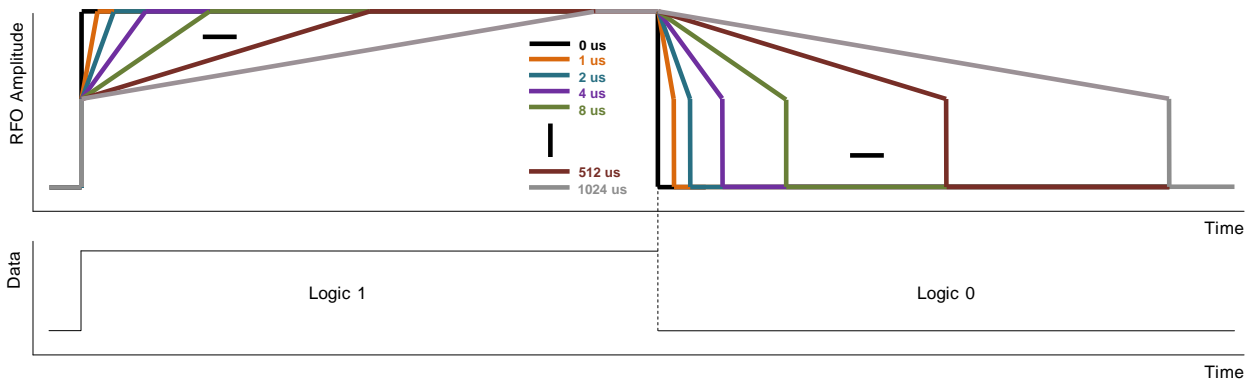 RFO Amplitude
0 us
1 us
2 us
4 us
8 us
512 us
1024 us
Time
Data
Logic 1
Logic 0
Time